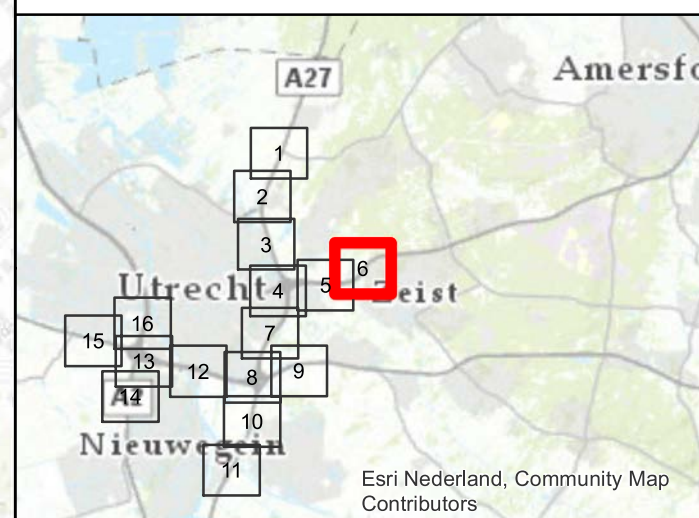 A27
Amersfo
1
2
3
6
Utrecht
4
5
Zeist
16
7
15
13
12
8
9
A2
14
10
Nieuwegein
11
Esri Nederland, Community Map
Contributors